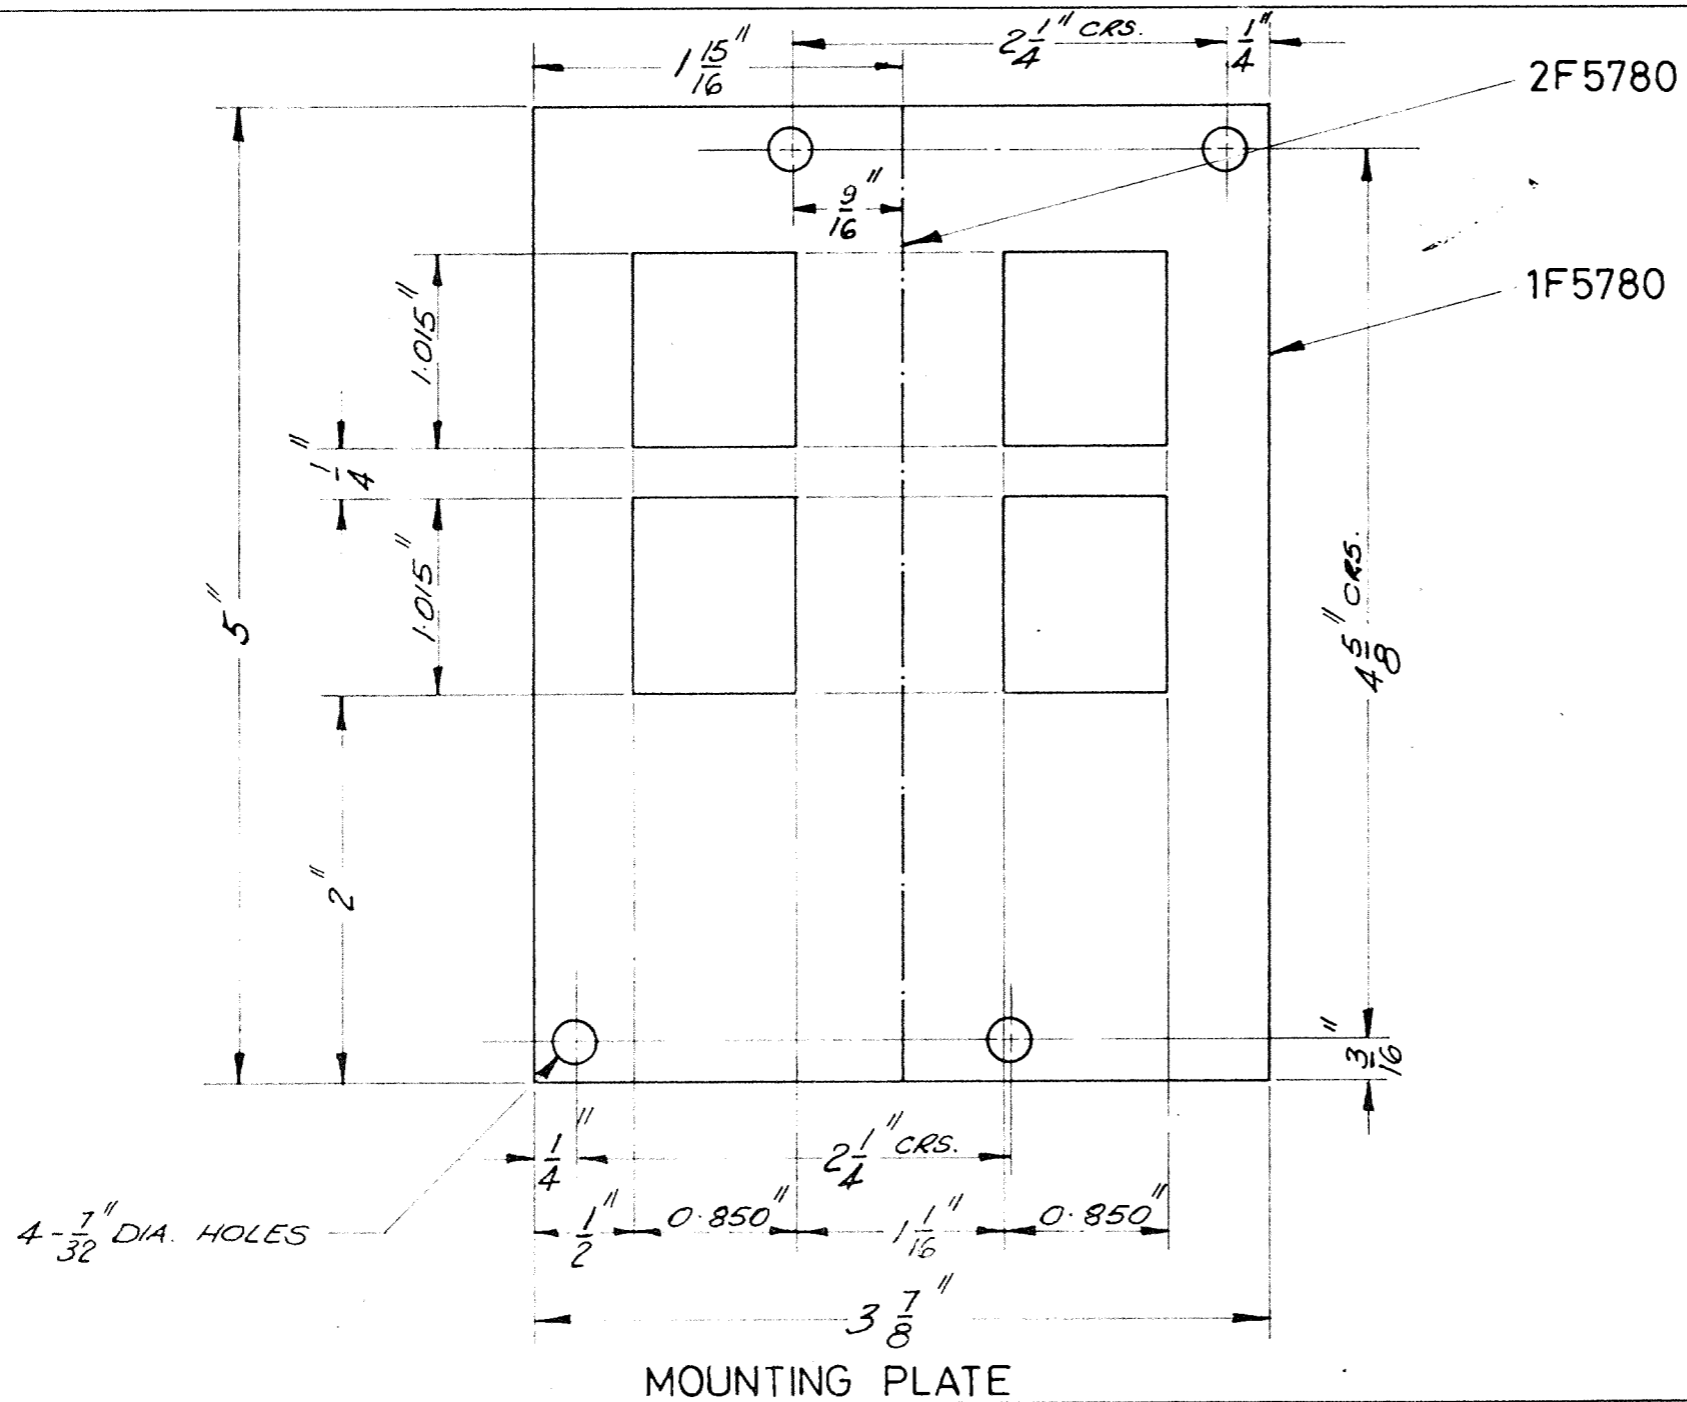 1 15/16"
2 1/4" CRS.
1/4"
2F5780
9/16"
1F5780
1.015"
1/4"
1.015"
5"
4 5/8" CRS.
2"
3/16"
1/4"
2 1/4" CRS.
4-7/32" DIA. HOLES
1/2"
0.850"
1 1/16"
0.850"
3 7/8"
MOUNTING PLATE